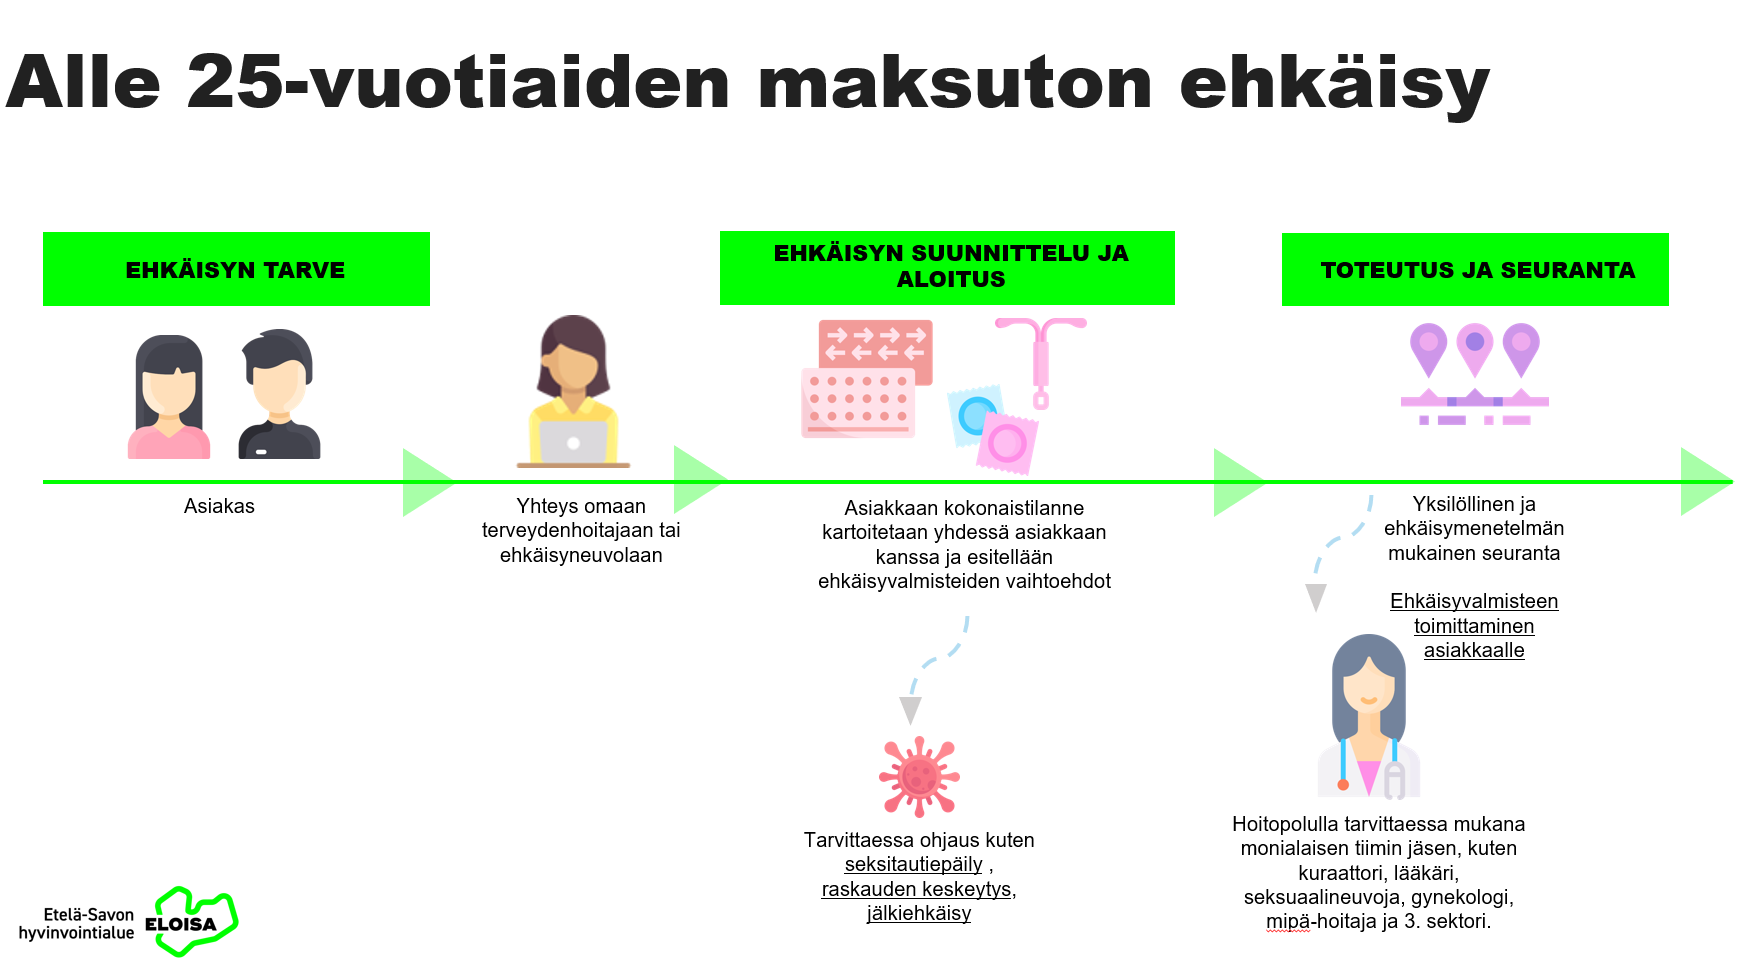 Alle 25-vuotiaiden maksuton ehkäisy
EHKÄISYN TARVE
Asiakas
Yhteys omaan
terveydenhoitajaan tai
ehkäisyneuvolaan
EHKÄISYN SUUNNITTELU JA
ALOITUS
Asiakkaan kokonaistilanne
kartoitetaan yhdessä asiakkaan
kanssa ja esitellään
ehkäisyvalmisteiden vaihtoehdot
Tarvittaessa ohjaus kuten
seksitautiepäily ,
raskauden keskeytys,
jälkiehkäisy
TOTEUTUS JA SEURANTA
Yksilöllinen ja
ehkäisymenetelmän
mukainen seuranta
Ehkäisyvalmisteen
toimittaminen
asiakkaalle
Hoitopolulla tarvittaessa mukana
monialaisen tiimin jäsen, kuten
kuraattori, lääkäri,
seksuaalineuvoja, gynekologi,
mipä-hoitaja ja 3. sektori.
Etelä-Savon
hyvinvointialue
ELOISA